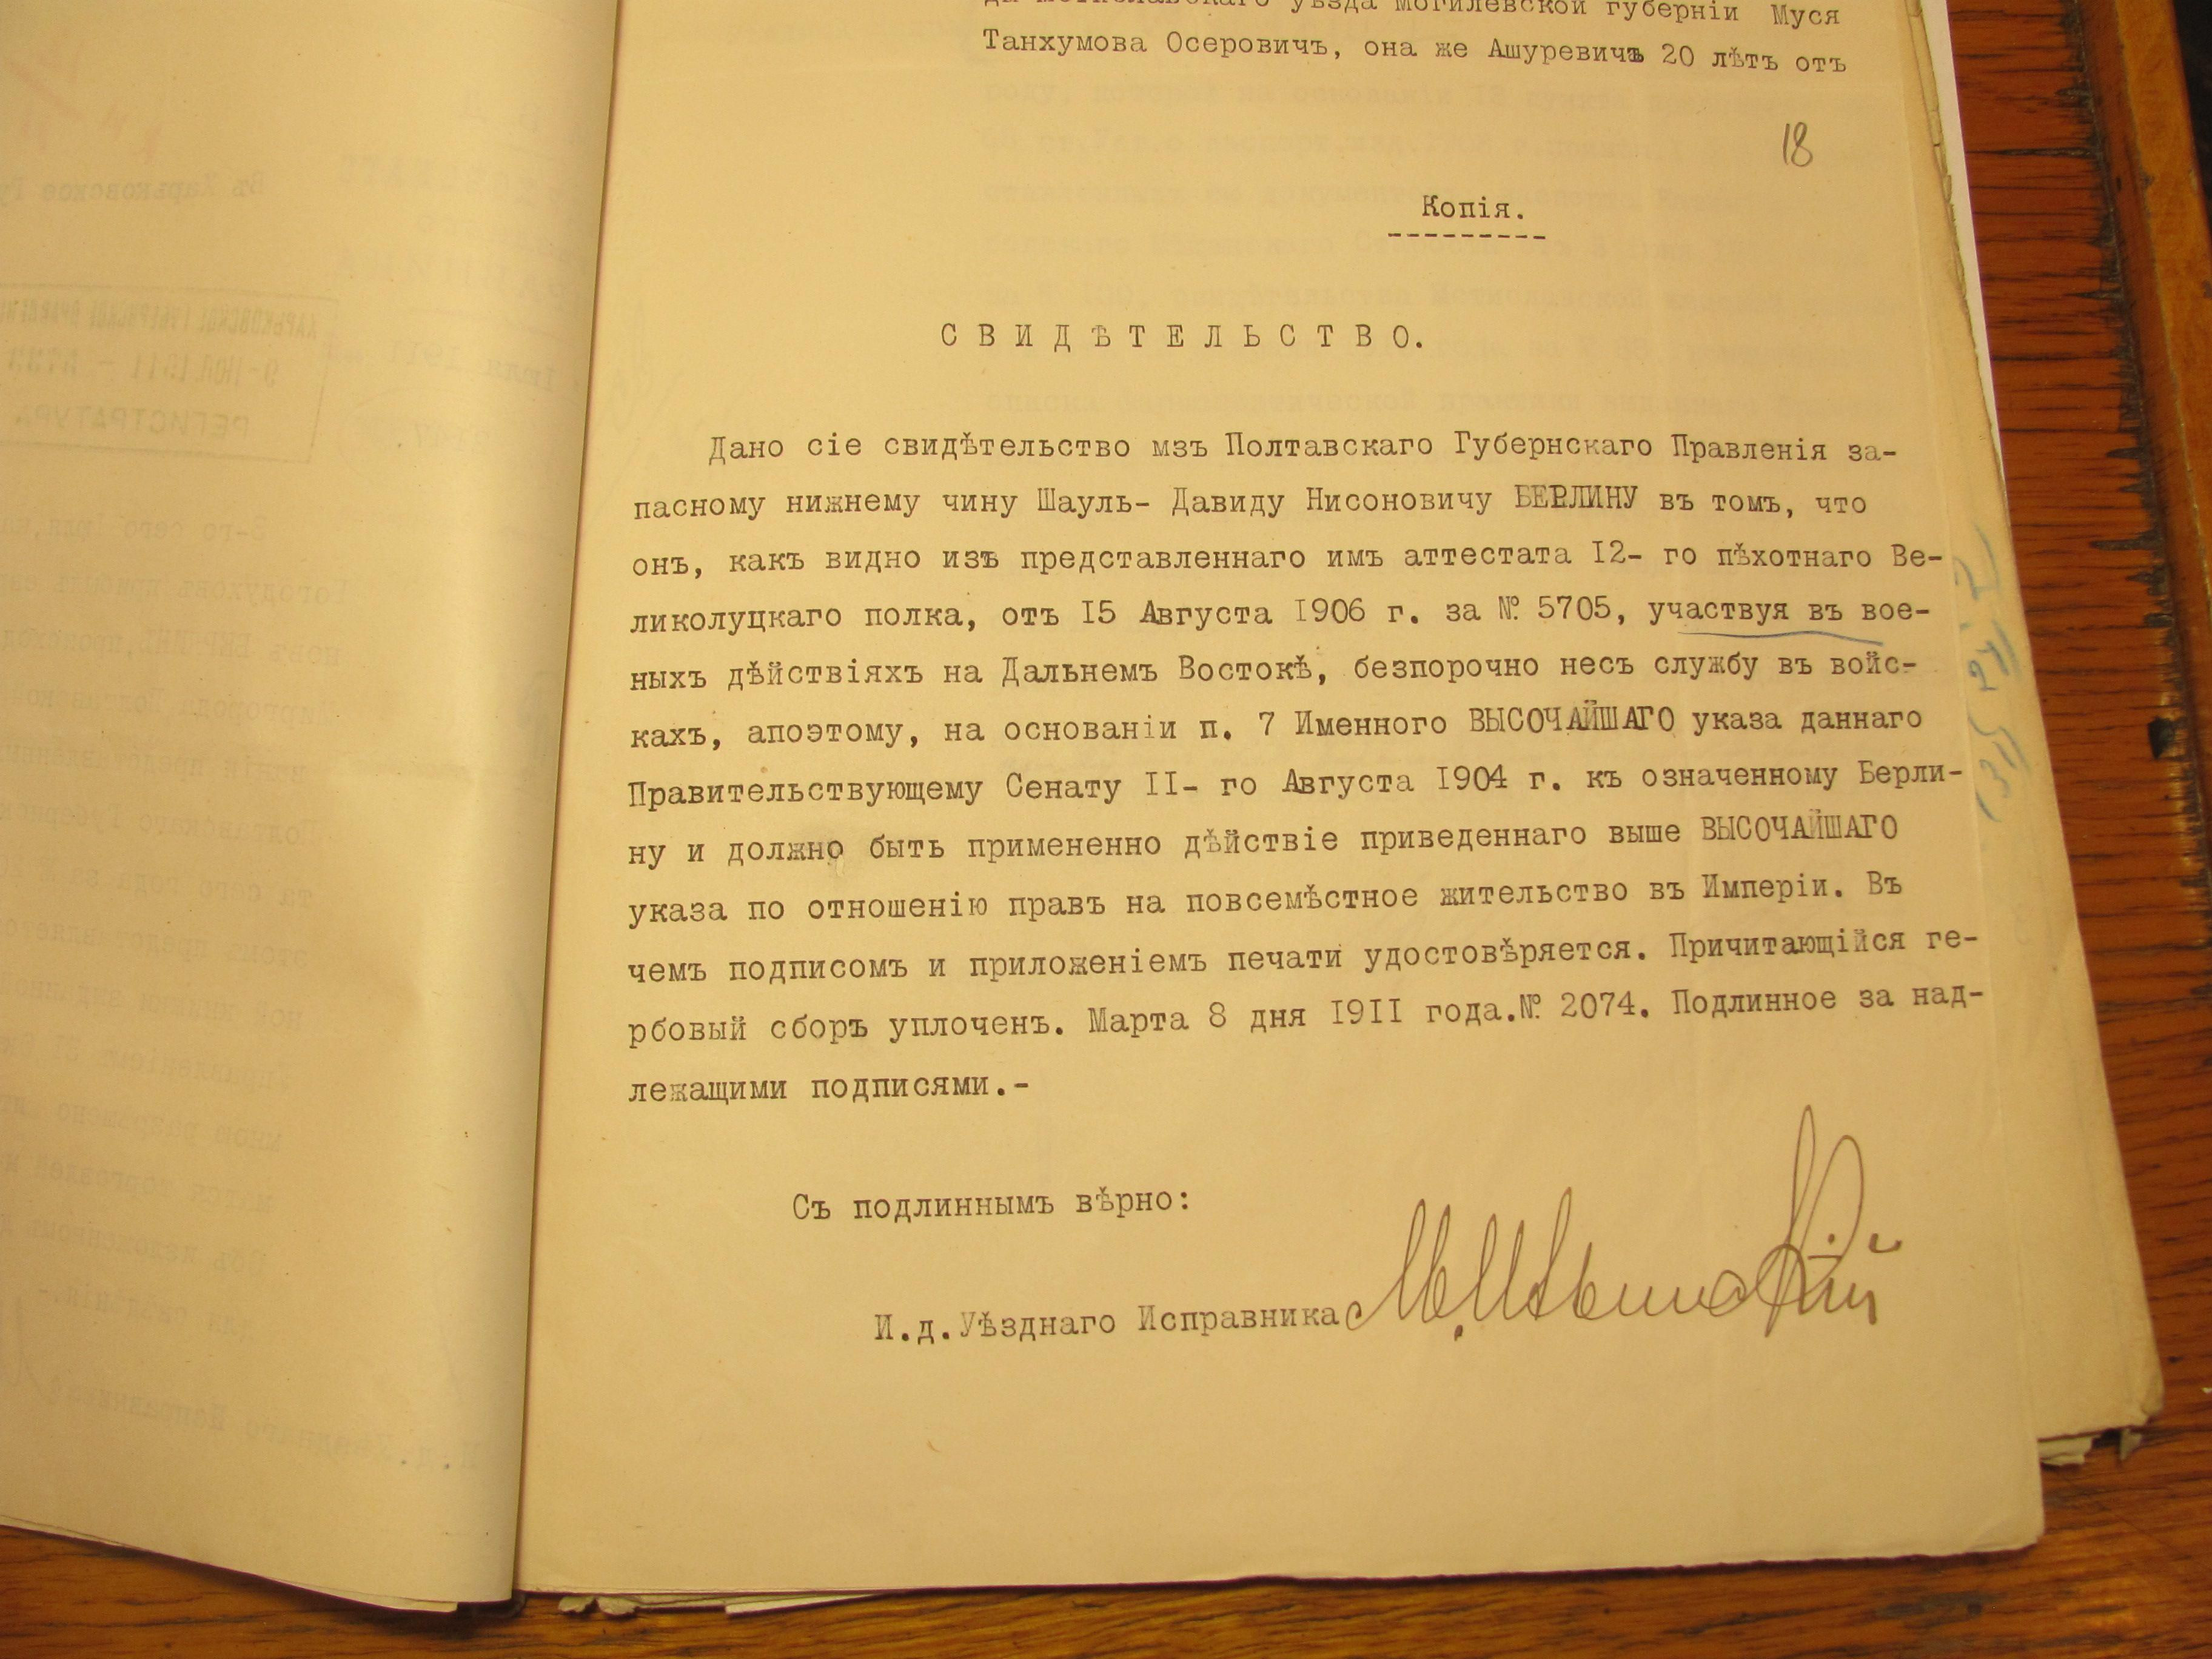 уѣзда Могилевской губерніи Муся
Танхумова Осеровичъ, она же Ашуревичъ 20 лѣтъ отъ
18
Копія.
СВИДѢТЕЛЬСТВО.
Дано сіе свидѣтельство мзъ Полтавскаго Губернскаго Правленія за-
пасному нижнему чину Шауль- Давиду Нисоновичу БЕРЛИНУ въ томъ, что
онъ, какъ видно изъ представленнаго имъ аттестата I2- го пѣхотнаго Ве-
ликолуцкаго полка, отъ I5 Августа I906 г. за № 5705, участвуя въ вое-
ныхъ дѣйствіяхъ на Дальнемъ Востокѣ, безпорочно несъ службу въ войс-
кахъ, апоэтому, на основаніи п. 7 Именного ВЫСОЧАЙШАГО указа даннаго
Правительствующему Сенату II- го Августа I904 г. къ означенному Берли-
ну и должно быть примененно дѣйствіе приведеннаго выше ВЫСОЧАЙШАГО
указа по отношенію правъ на повсемѣстное жительство въ Имперіи. Въ
чемъ подписомъ и приложеніемъ печати удостовѣряется. Причитающійся ге-
рбовый сборъ уплоченъ. Марта 8 дня I9II года.№ 2074. Подлинное за над-
лежащими подписями.-
Съ подлиннымъ вѣрно:
И.д.Уѣзднаго Исправника